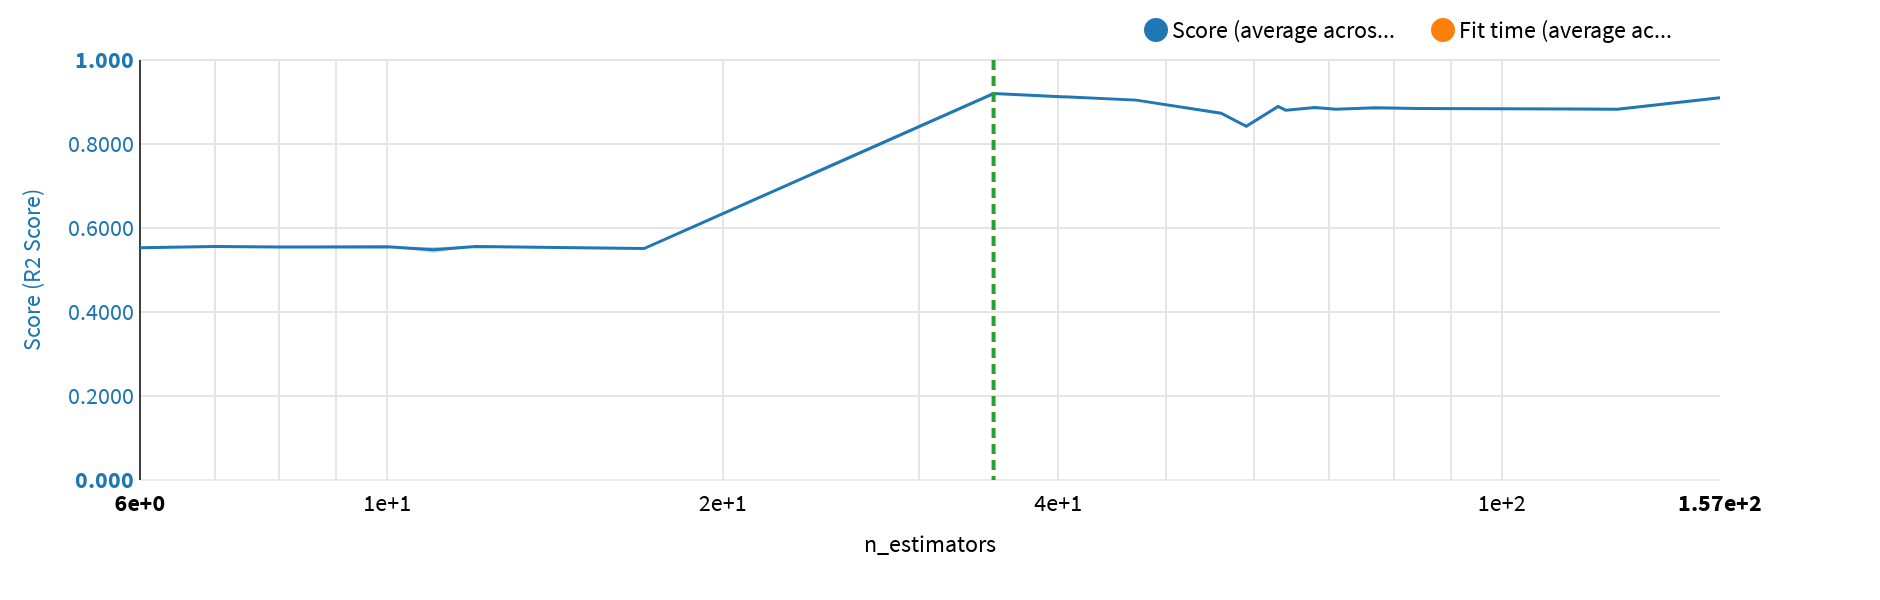 Score (average acros...
Fit time (average ac...
1.000
0.8000
0.6000
0.4000
0.2000
0.000
Score (R2 Score)
6e+0
1e+1
2e+1
4e+1
1e+2
1.57e+2
n_estimators